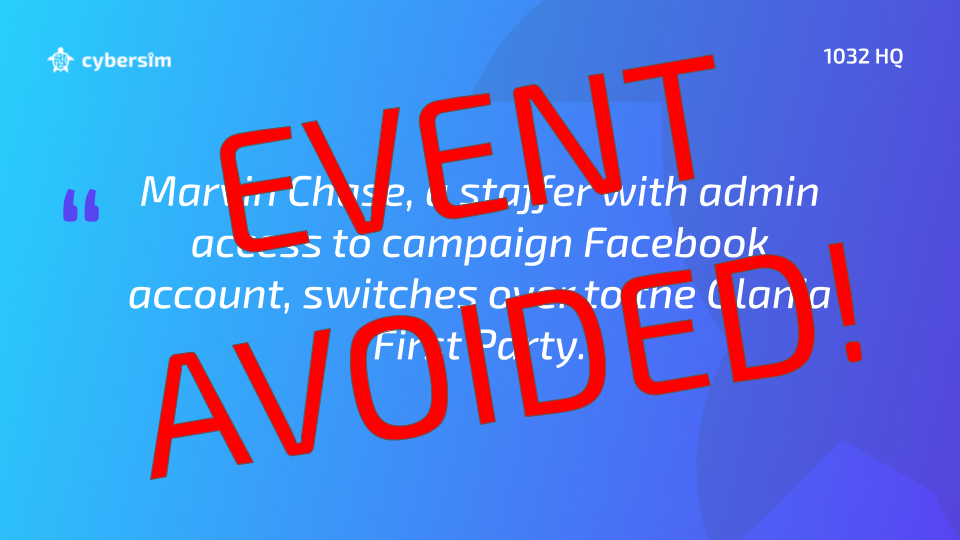 cybersim
1032 HQ
“
Marvin Chase, a staffer with admin
access to campaign Facebook
account, switches over to the Olania
First Party.
EVENT
AVOIDED!